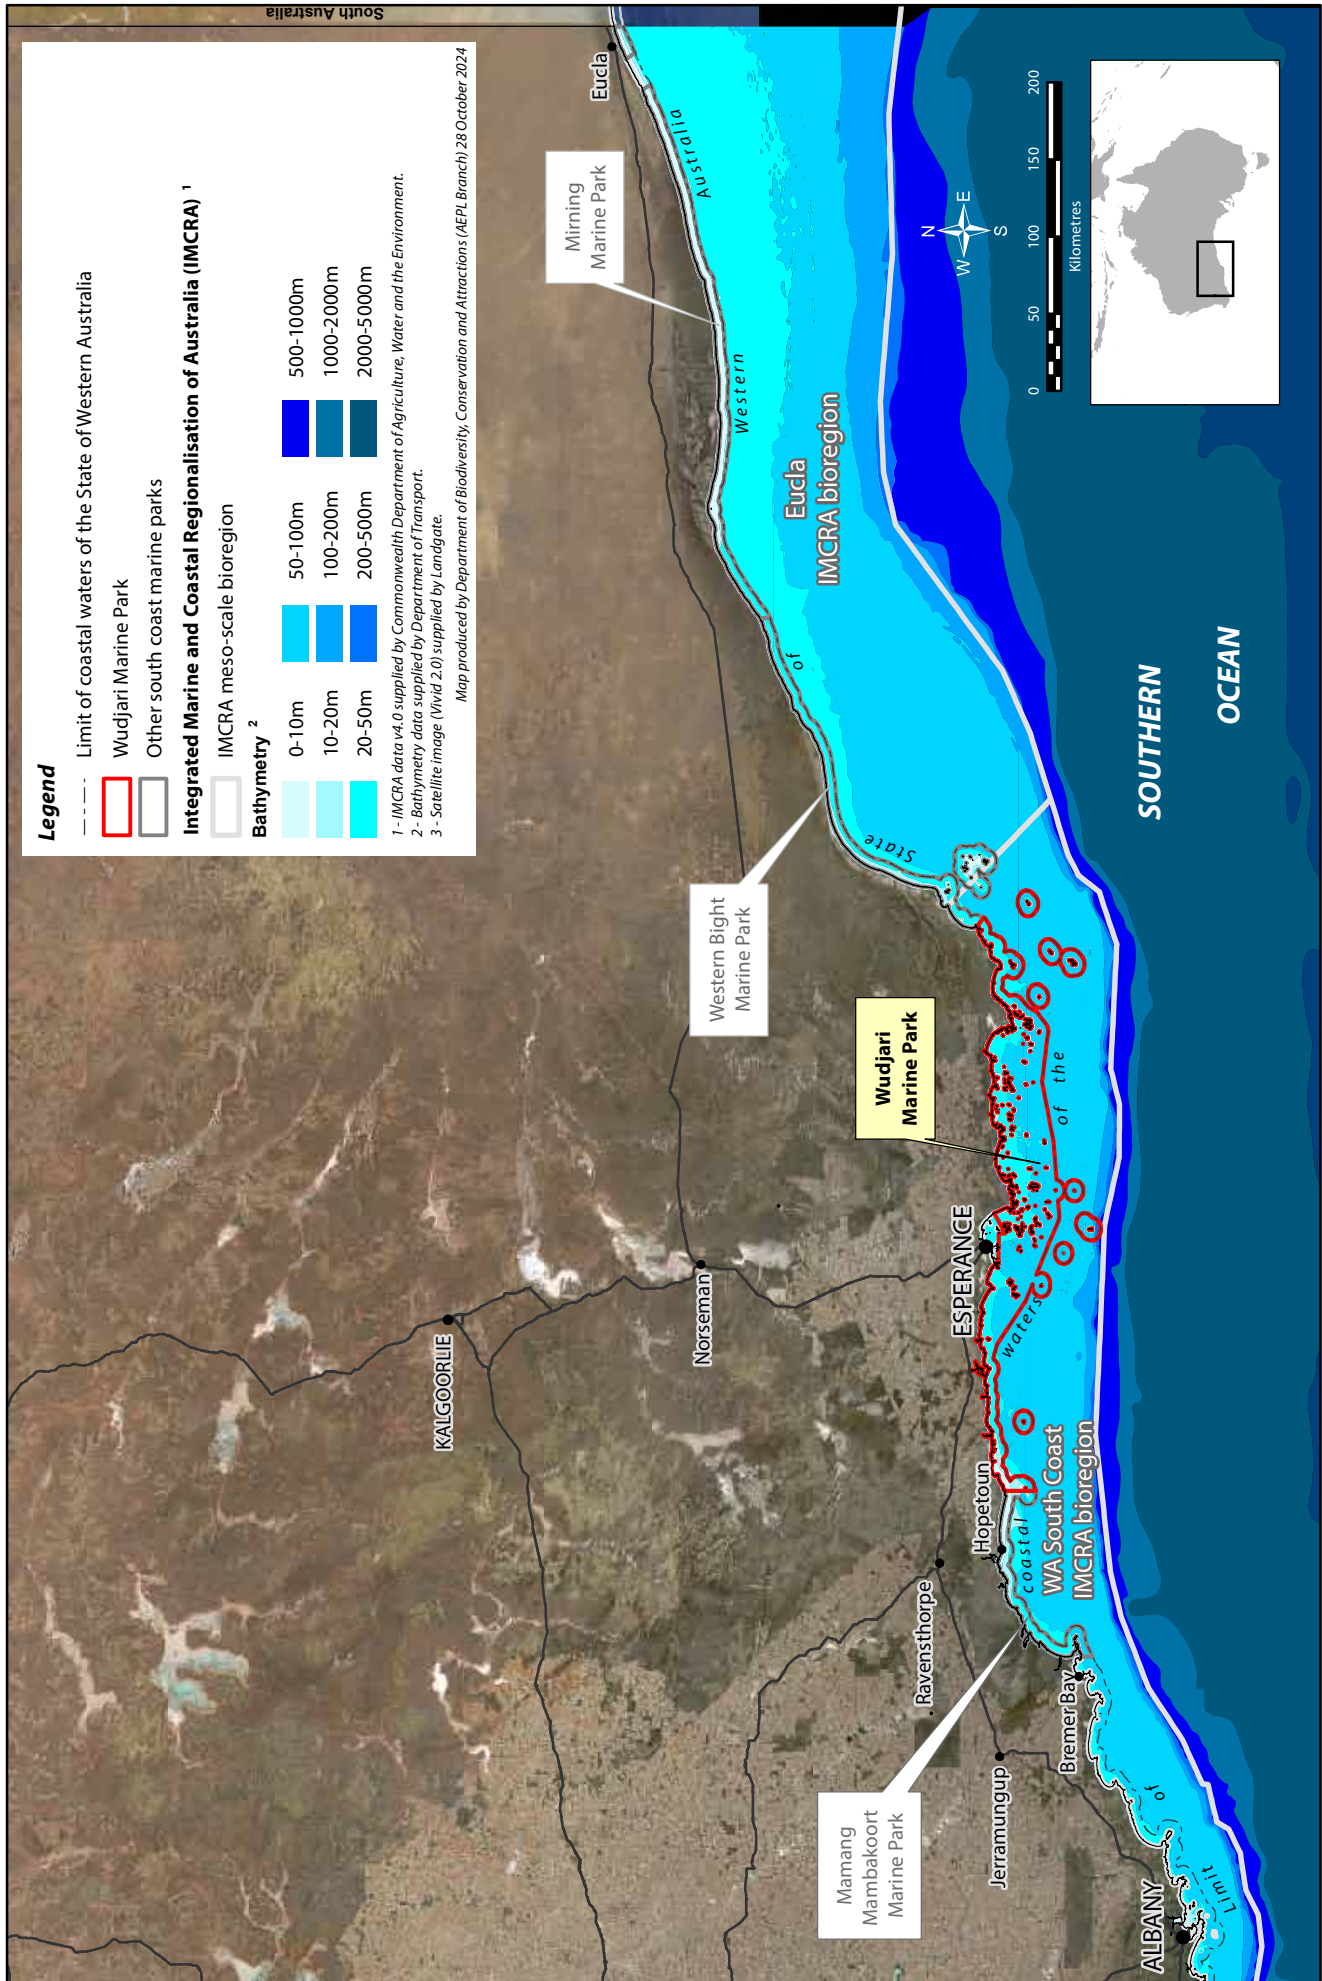 Legend
Limit of coastal waters of the State of Western Australia
Wudjari Marine Park
Other south coast marine parks
Integrated Marine and Coastal Regionalisation of Australia (IMCRA) 1
IMCRA meso-scale bioregion
Bathymetry 2
0-10m
10-20m
20-50m
50-100m
100-200m
200-500m
500-1000m
1000-2000m
2000-5000m
1 - IMCRA data v4.0 supplied by Commonwealth Department of Agriculture, Water and the Environment.
2 - Bathymetry data supplied by Department of Transport.
3 - Satellite image (Vivid 2.0) supplied by Landgate.
Map produced by Department of Biodiversity, Conservation and Attractions (AEPL Branch) 28 October 2024
South Australia
Eucla
Mirning
Marine Park
KALGOORLIE
Norseman
Western Bight
Marine Park
Wudjari
Marine Park
ESPERANCE
Hopetoun
Ravensthorpe
Jerramungup
Bremer Bay
Mamang
Mambakoort
Marine Park
ALBANY
Limit of coastal waters of the State of Western Australia
Eucla
IMCRA bioregion
WA South Coast
IMCRA bioregion
SOUTHERN
OCEAN
N
W
E
S
0
50
100
150
200
Kilometres